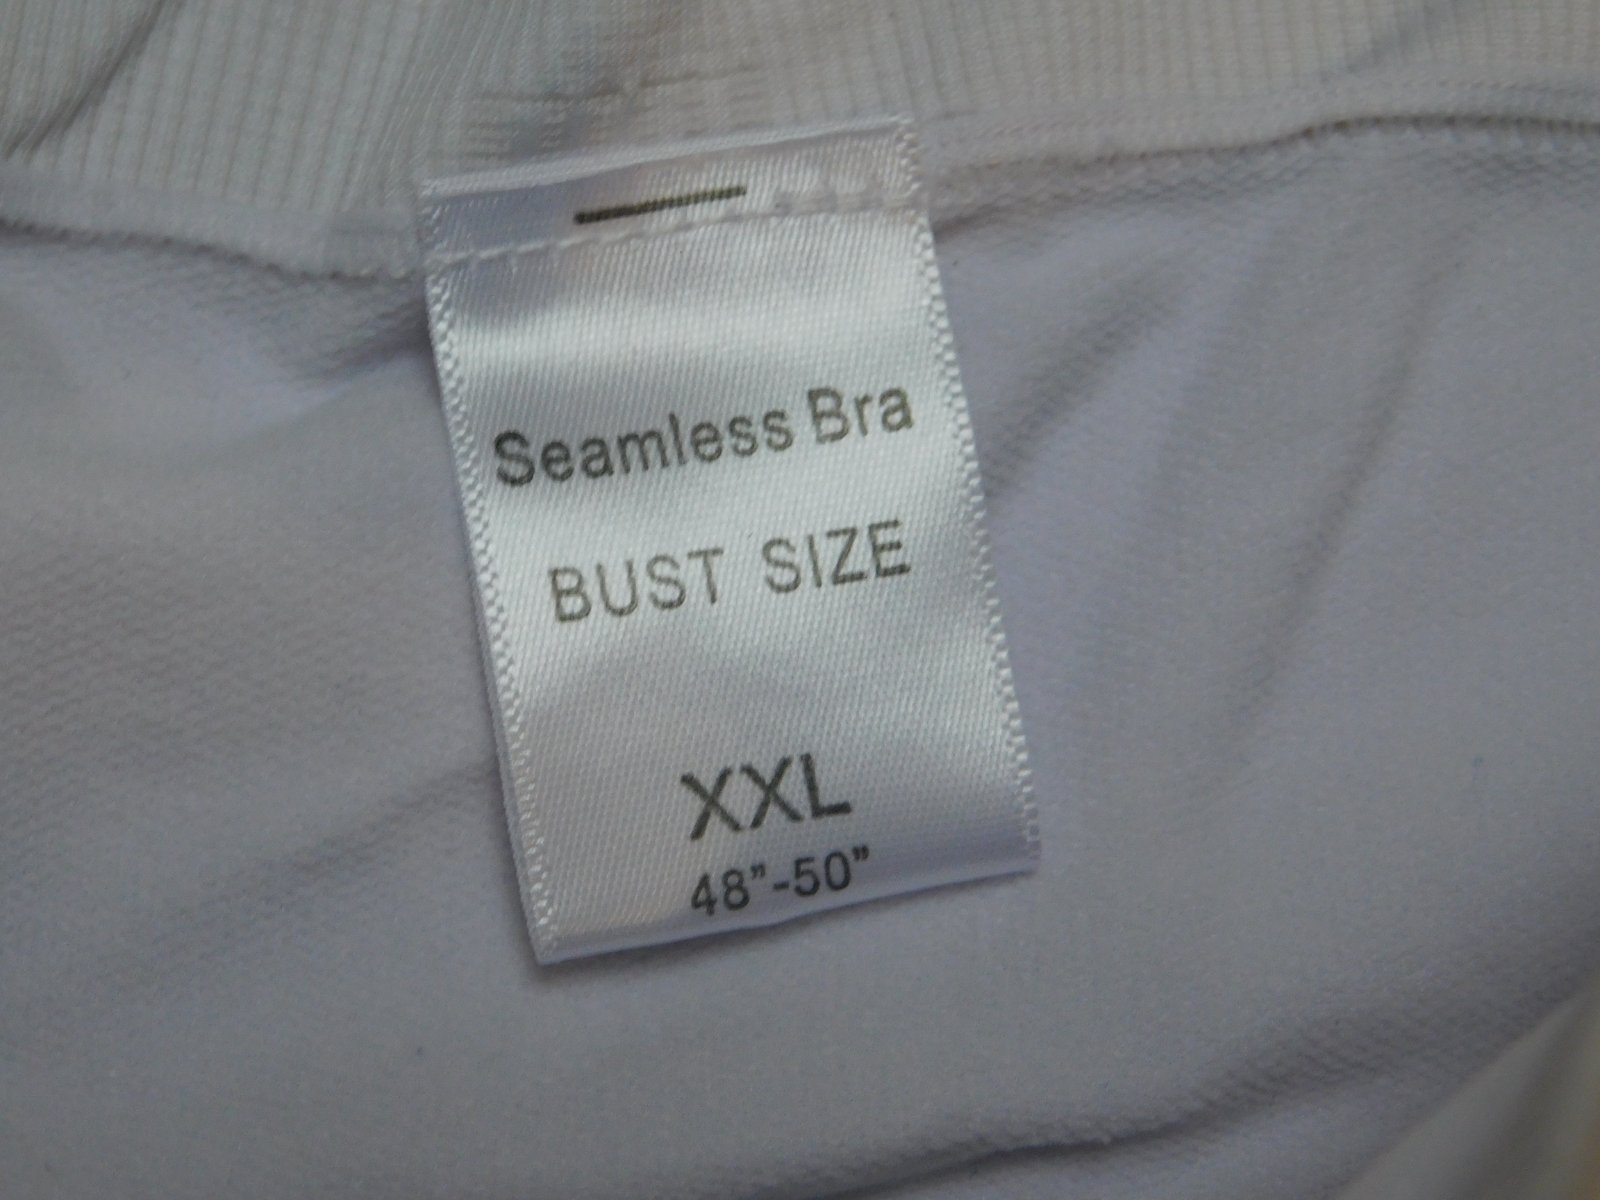 Seamless Bra
BUST SIZE
XXL
48”-50”